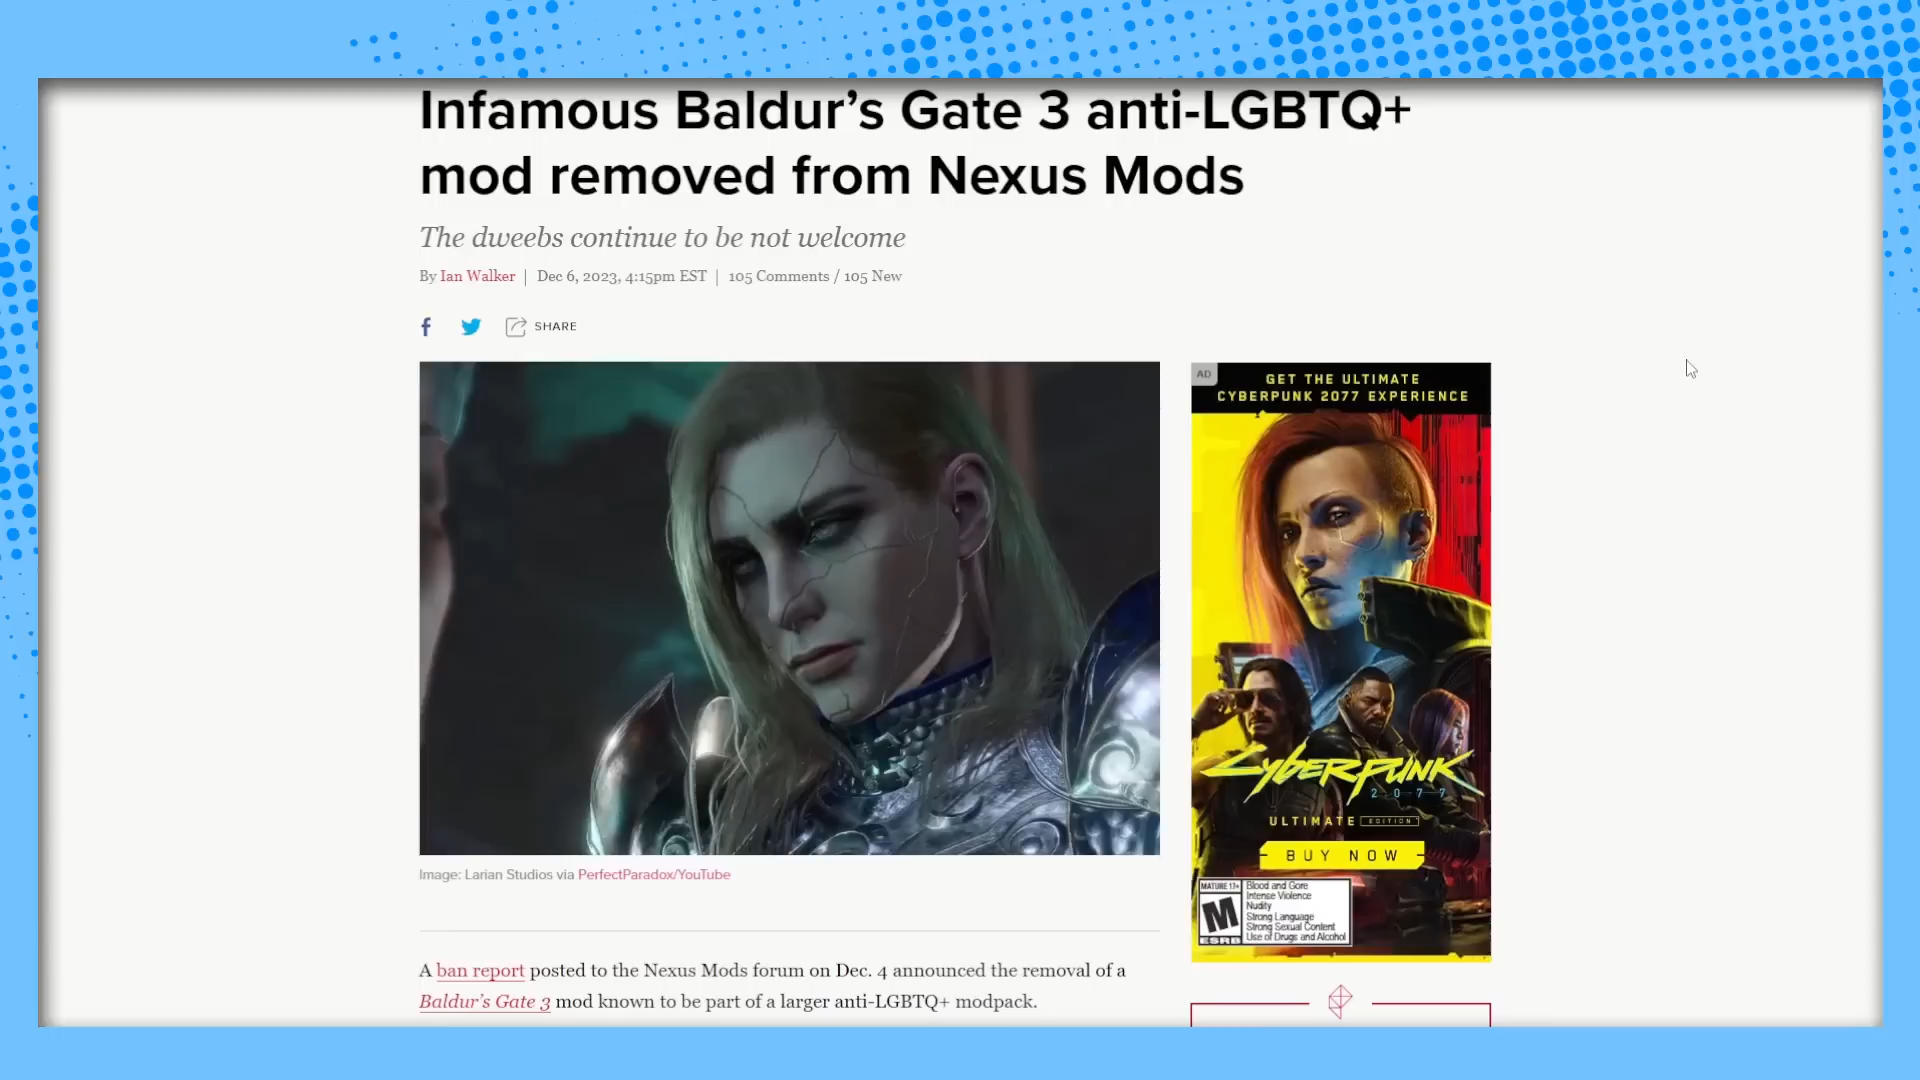 Infamous Baldur’s Gate 3 anti-LGBTQ+
mod removed from Nexus Mods
The dweebs continue to be not welcome
By Ian Walker | Dec 6, 2023, 4:15pm EST | 105 Comments / 105 New
SHARE
AD
GET THE ULTIMATE
CYBERPUNK 2077 EXPERIENCE
Cyberpunk
2077
ULTIMATE EDITION
BUY NOW
MATURE 17+
M
ESRB
Blood and Gore
Intense Violence
Nudity
Strong Language
Strong Sexual Content
Use of Drugs and Alcohol
Image: Larian Studios via PerfectParadox/YouTube
A ban report posted to the Nexus Mods forum on Dec. 4 announced the removal of a
Baldur’s Gate 3 mod known to be part of a larger anti-LGBTQ+ modpack.